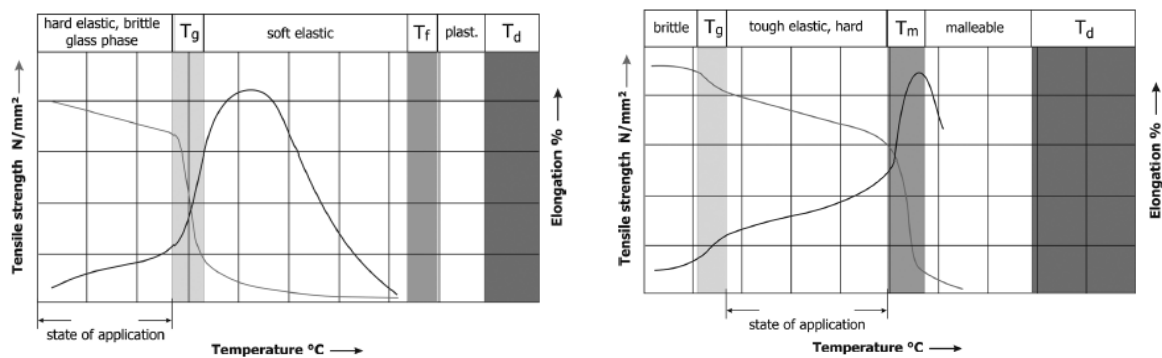 hard elastic, brittle
glass phase
Tg
soft elastic
Tf
plast.
Td
Tensile strength N/mm²
Elongation %
state of application
Temperature °C
brittle
Tg
tough elastic, hard
Tm
malleable
Td
Tensile strength N/mm²
Elongation %
state of application
Temperature °C